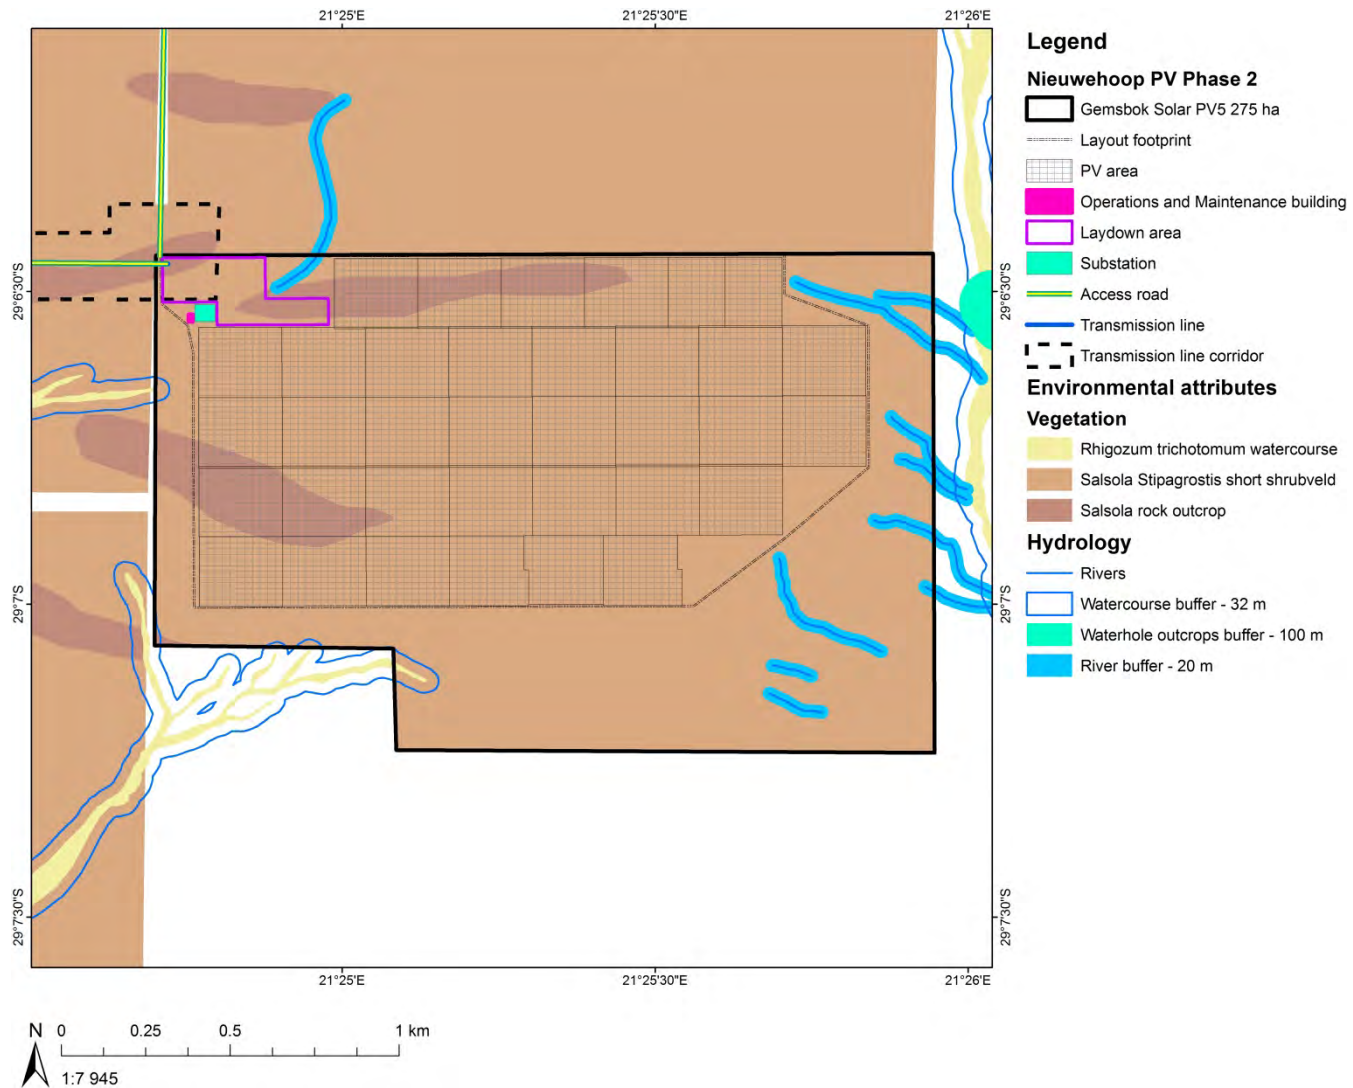 21°25'E
21°25'30"E
21°26'E
29°6'30"S
29°6'30"S
29°7'S
29°7'S
29°7'30"S
29°7'30"S
21°25'E
21°25'30"E
21°26'E
N
0
0.25
0.5
1 km
1:7 945
Legend
Nieuwehoop PV Phase 2
Gemsbok Solar PV5 275 ha
Layout footprint
PV area
Operations and Maintenance building
Laydown area
Substation
Access road
Transmission line
Transmission line corridor
Environmental attributes
Vegetation
Rhigozum trichotomum watercourse
Salsola Stipagrostis short shrubveld
Salsola rock outcrop
Hydrology
Rivers
Watercourse buffer - 32 m
Waterhole outcrops buffer - 100 m
River buffer - 20 m